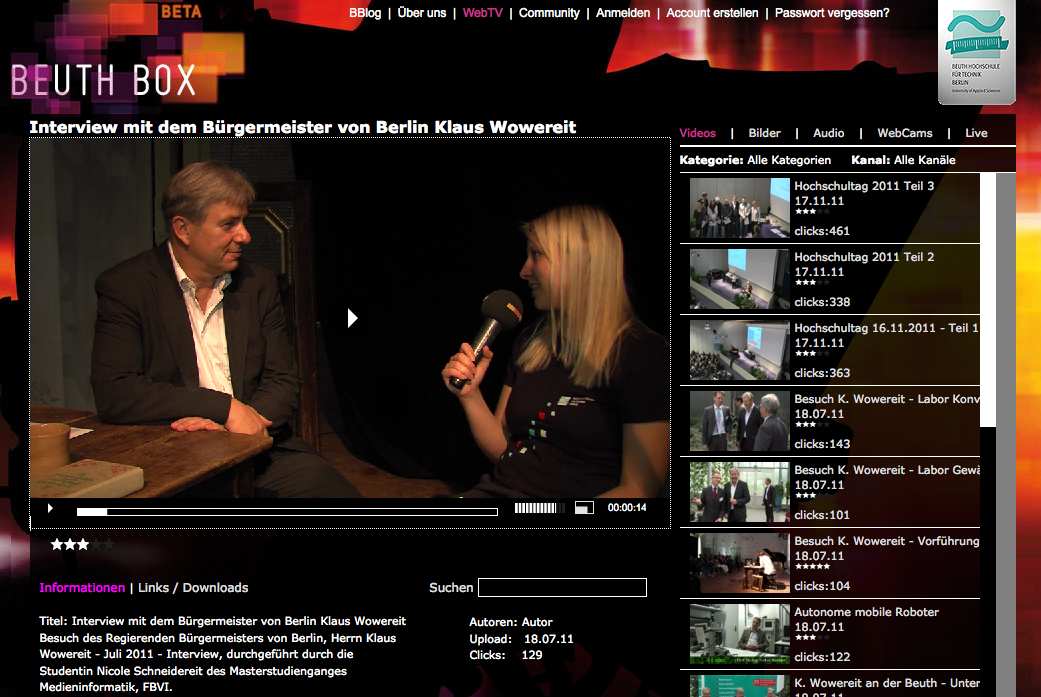 BETA
BBlog | Über uns | WebTV | Community | Anmelden | Account erstellen | Passwort vergessen?
BEUTH BOX
BEUTH HOCHSCHULE
FÜR TECHNIK
BERLIN
University of Applied Sciences
Interview mit dem Bürgermeister von Berlin Klaus Wowereit
Videos | Bilder | Audio | WebCams | Live
Kategorie: Alle Kategorien Kanal: Alle Kanäle
Hochschultag 2011 Teil 3
17.11.11
clicks:461
Hochschultag 2011 Teil 2
17.11.11
clicks:338
Hochschultag 16.11.2011 - Teil 1
17.11.11
clicks:363
Besuch K. Wowereit - Labor Konv
18.07.11
clicks:143
Besuch K. Wowereit - Labor Gewä
18.07.11
clicks:101
Besuch K. Wowereit - Vorführung
18.07.11
clicks:104
Autonome mobile Roboter
18.07.11
clicks:122
K. Wowereit an der Beuth - Unter
00:00:14
Informationen | Links / Downloads
Suchen
Titel: Interview mit dem Bürgermeister von Berlin Klaus Wowereit
Besuch des Regierenden Bürgermeisters von Berlin, Herrn Klaus
Wowereit - Juli 2011 - Interview, durchgeführt durch die
Studentin Nicole Schneidereit des Masterstudienganges
Medieninformatik, FBVI.
Autoren: Autor
Upload: 18.07.11
Clicks: 129